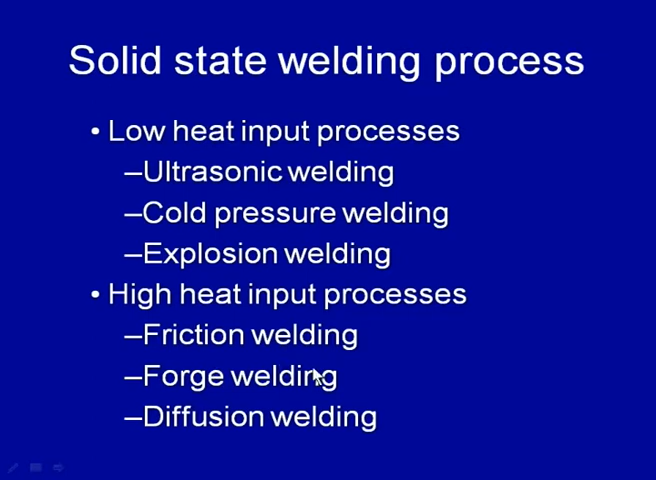 Solid state welding process
• Low heat input processes
–Ultrasonic welding
–Cold pressure welding
–Explosion welding
• High heat input processes
–Friction welding
–Forge welding
–Diffusion welding